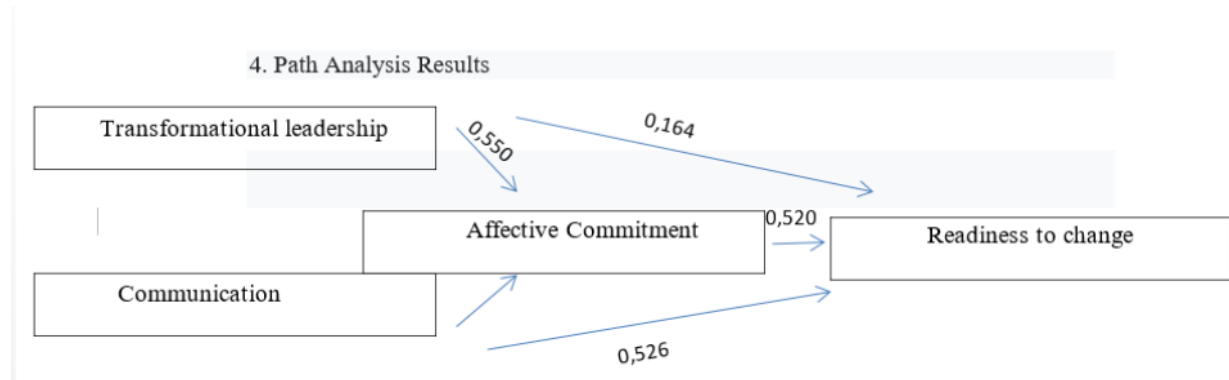 4. Path Analysis Results
Transformational leadership
0,550
0,164
Affective Commitment
0,520
Readiness to change
Communication
0,526